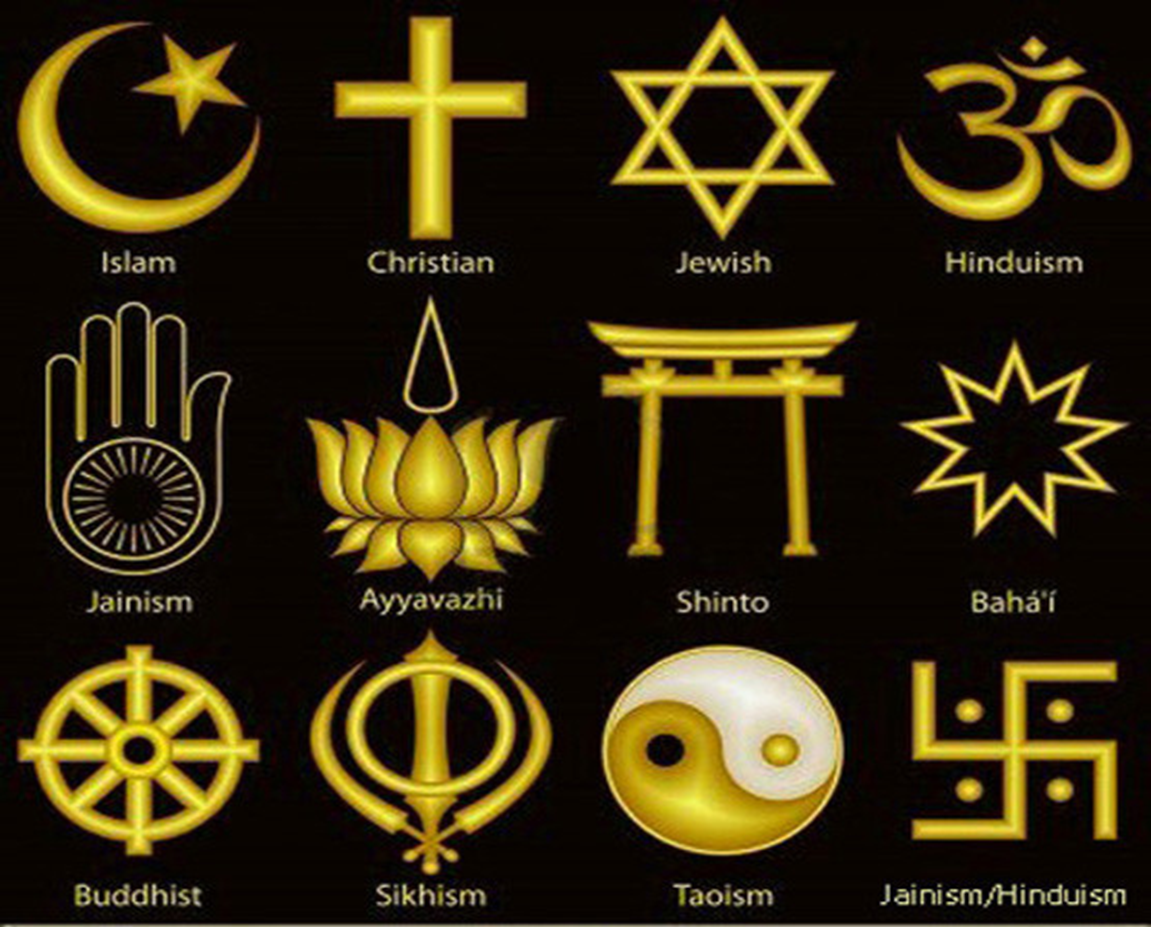 Islam
Christian
Jewish
Hinduism
Jainism
Ayyavazhi
Shinto
Bahá'í
Buddhist
Sikhism
Taoism
Jainism/Hinduism